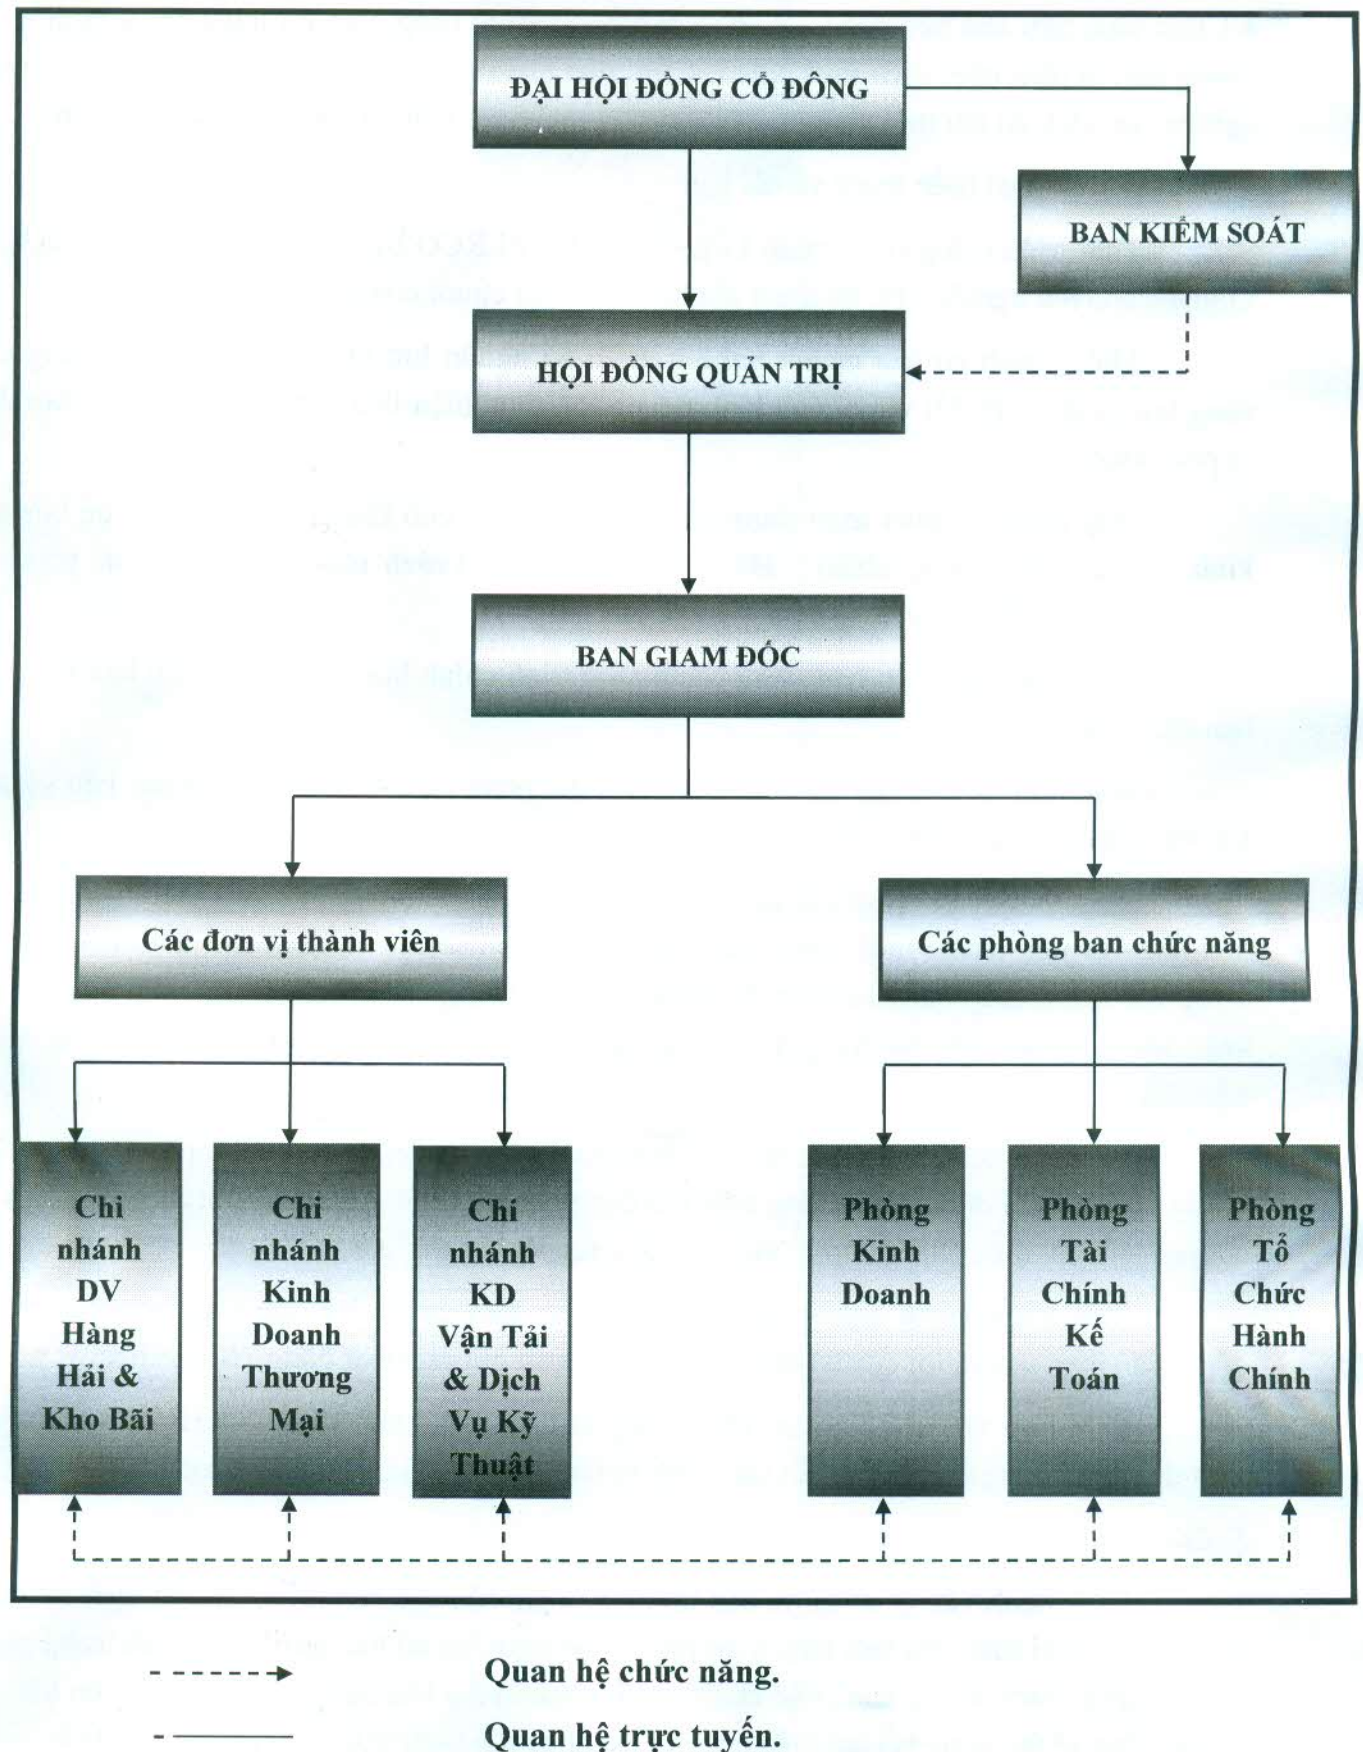 ĐẠI HỘI ĐỒNG CỔ ĐÔNG
BAN KIỂM SOÁT
HỘI ĐỒNG QUẢN TRỊ
BAN GIAM ĐỐC
Các đơn vị thành viên
Các phòng ban chức năng
Chi
nhánh
DV
Hàng
Hải &
Kho Bãi
Chi
nhánh
Kinh
Doanh
Thương
Mại
Chi
nhánh
KD
Vận Tải
& Dịch
Vụ Kỹ
Thuật
Phòng
Kinh
Doanh
Phòng
Tài
Chính
Kế
Toán
Phòng
Tổ
Chức
Hành
Chính
Quan hệ chức năng.
Quan hệ trực tuyến.